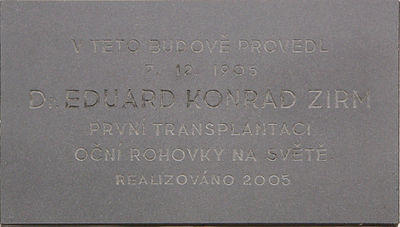 V TÉTO BUDOVĚ PROVEDL
7. 12. 1905
Dr. EDUARD KONRAD ZIRM
PRVNÍ TRANSPLANTACI
OČNÍ ROHOVKY NA SVĚTĚ
REALIZOVÁNO 2005